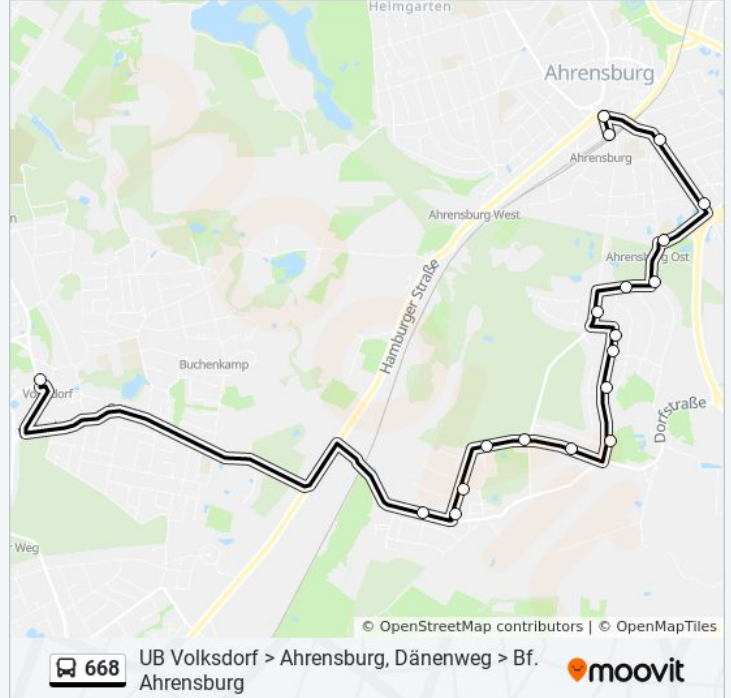 Heimgarten
Ahrensburg
Ahrensburg
Ahrensburg West
Ahrensburg Ost
Hamburger Straße
Buchenkamp
Dorfstraße
n
r Weg
© OpenStreetMap contributors | © OpenMapTiles
668
UB Volksdorf > Ahrensburg, Dänenweg > Bf.
Ahrensburg
moovit